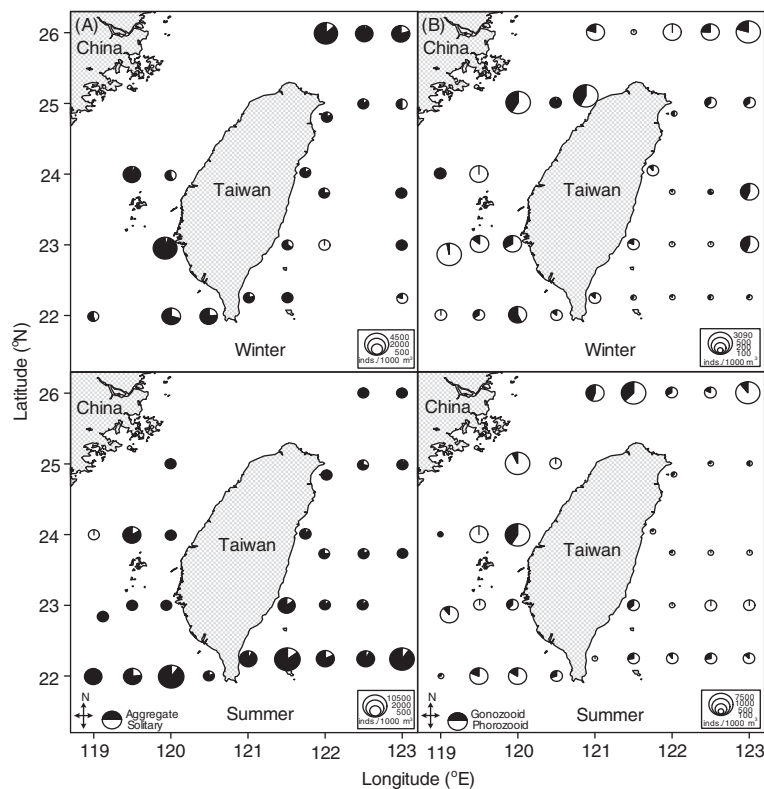 (A)
China
Taiwan
Winter
4500
2000
500
inds./1000 m³
(B)
China
Taiwan
Winter
3090
500
200
100
inds./1000 m³
26
25
24
23
22
China
Taiwan
Summer
N
Aggregate
Solitary
10500
2000
500
inds./1000 m³
China
Taiwan
Summer
N
Gonozooid
Phorozooid
7500
1000
500
100
inds./1000 m³
26
25
24
23
22
Latitude (°N)
119 120 121 122 123
119 120 121 122 123
Longitude (°E)